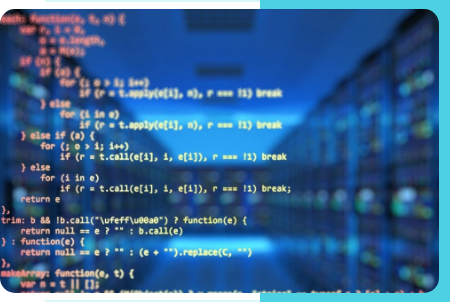 each: function(e, t, n) {
var r, i = 0,
o = e.length,
a = M(e);
if (n) {
if (a) {
for (; o > i; i++)
if (r = t.apply(e[i], n), r === !1) break
} else
for (i in e)
if (r = t.apply(e[i], n), r === !1) break
} else if (a) {
for (; o > i; i++)
if (r = t.call(e[i], i, e[i]), r === !1) break
} else
for (i in e)
if (r = t.call(e[i], i, e[i]), r === !1) break;
return e
},
trim: b && !b.call("\ufeff\u00a0") ? function(e) {
return null == e ? "" : b.call(e)
} : function(e) {
return null == e ? "" : (e + "").replace(C, "")
},
makeArray: function(e, t) {
var n = t || [];